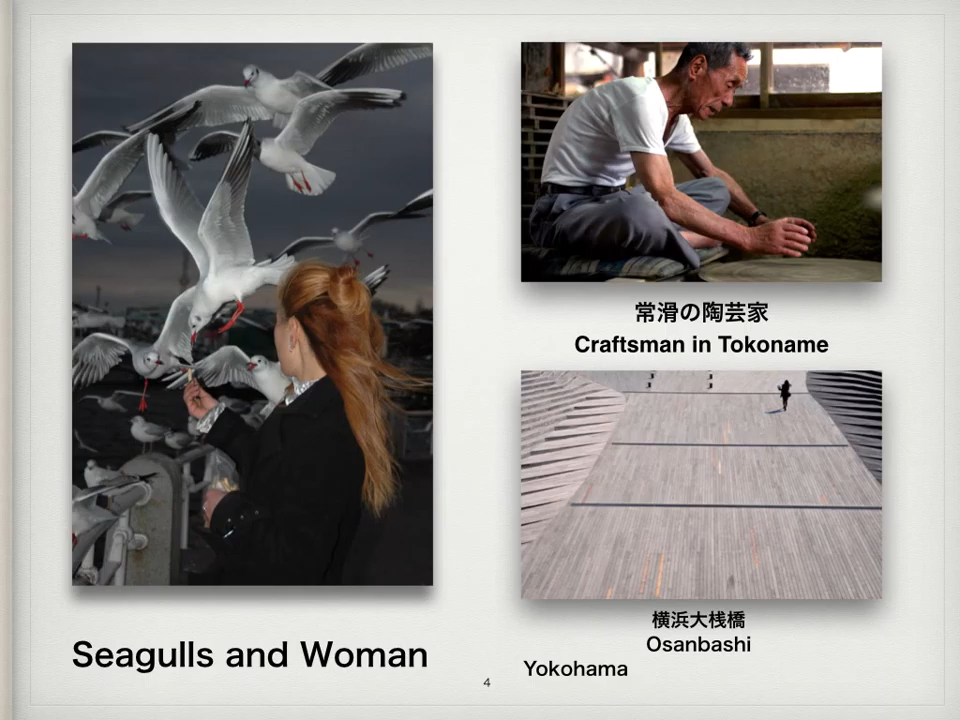 Seagulls and Woman
常滑の陶芸家
Craftsman in Tokoname
横浜大桟橋
Osanbashi
Yokohama
4